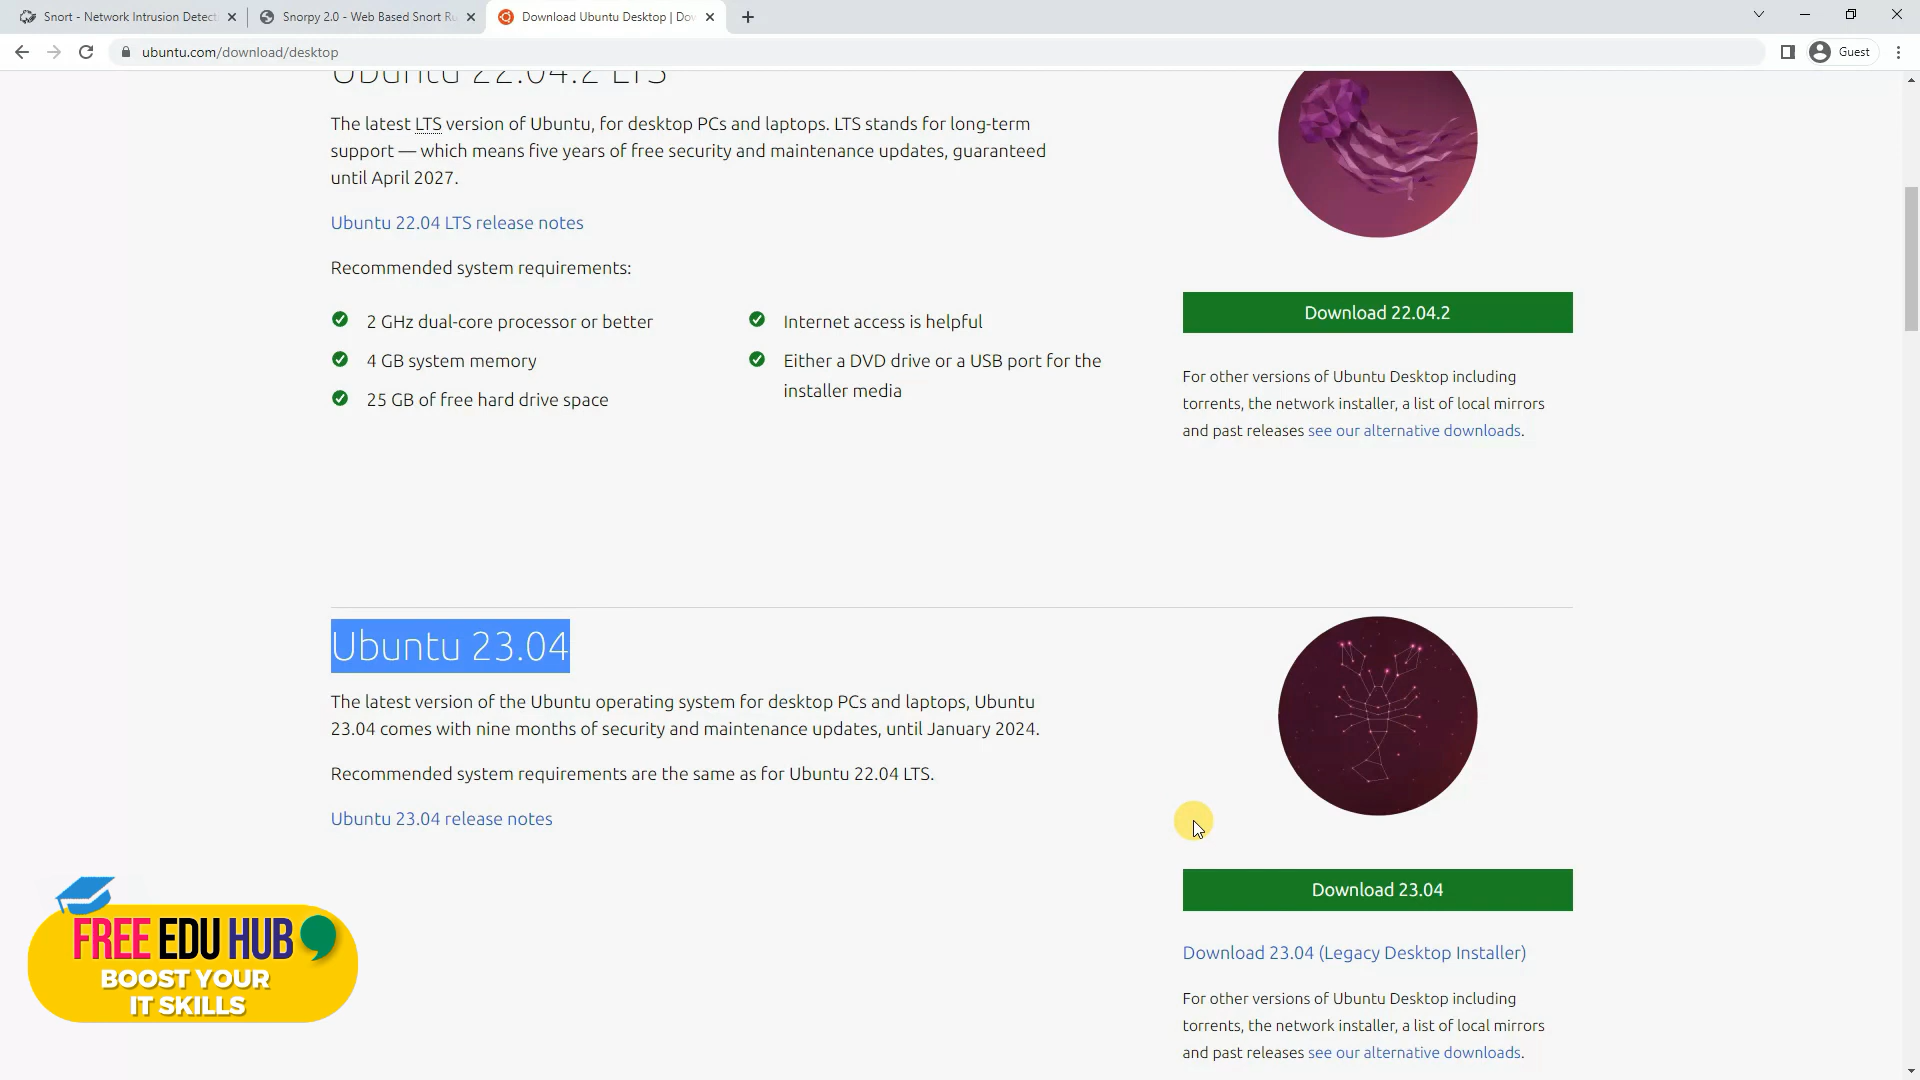 Snort - Network Intrusion Detect
Snorpy 2.0 - Web Based Snort Ru
Download Ubuntu Desktop | Dow
ubuntu.com/download/desktop
Guest
Ubuntu 22.04.2 LTS
The latest LTS version of Ubuntu, for desktop PCs and laptops. LTS stands for long-term
support — which means five years of free security and maintenance updates, guaranteed
until April 2027.
Ubuntu 22.04 LTS release notes
Recommended system requirements:
2 GHz dual-core processor or better
4 GB system memory
25 GB of free hard drive space
Internet access is helpful
Either a DVD drive or a USB port for the
installer media
Download 22.04.2
For other versions of Ubuntu Desktop including
torrents, the network installer, a list of local mirrors
and past releases see our alternative downloads.
Ubuntu 23.04
The latest version of the Ubuntu operating system for desktop PCs and laptops, Ubuntu
23.04 comes with nine months of security and maintenance updates, until January 2024.
Recommended system requirements are the same as for Ubuntu 22.04 LTS.
Ubuntu 23.04 release notes
Download 23.04
Download 23.04 (Legacy Desktop Installer)
For other versions of Ubuntu Desktop including
torrents, the network installer, a list of local mirrors
and past releases see our alternative downloads.
FREE EDU HUB
BOOST YOUR
IT SKILLS